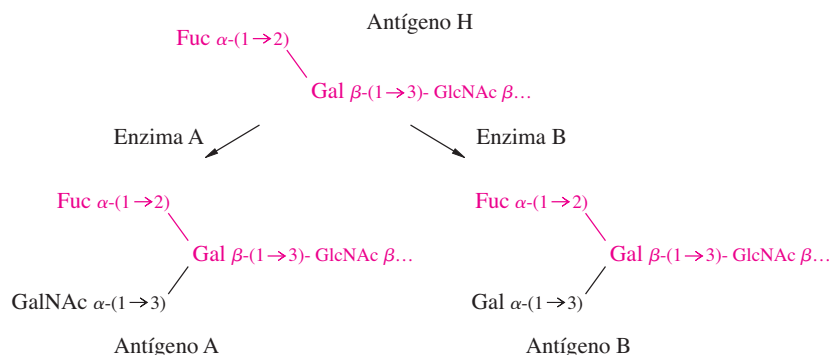 Antígeno H
Fuc α-(1→2)
Gal β-(1→3)- GlcNAc β...
Enzima A
Enzima B
Fuc α-(1→2)
Fuc α-(1→2)
Gal β-(1→3)- GlcNAc β...
Gal β-(1→3)- GlcNAc β...
GalNAc α-(1→3)
Gal α-(1→3)
Antígeno A
Antígeno B